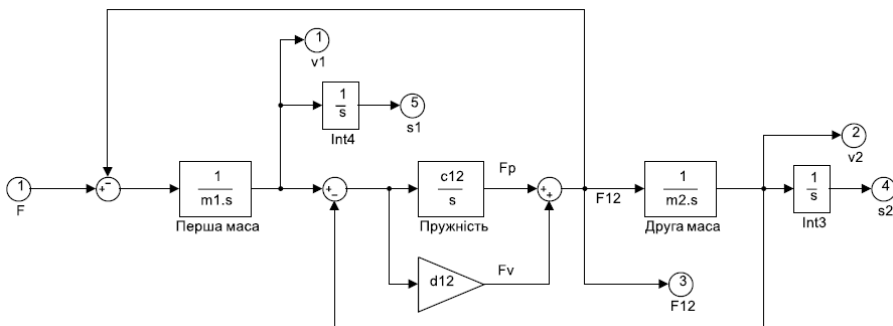 1
v1
1
s
Int4
5
s1
1
F
+
−
1
m1.s
Перша маса
+
−
c12
s
Пружність
Fp
d12
Fv
+
+
F12
1
m2.s
Друга маса
2
v2
1
s
Int3
4
s2
3
F12